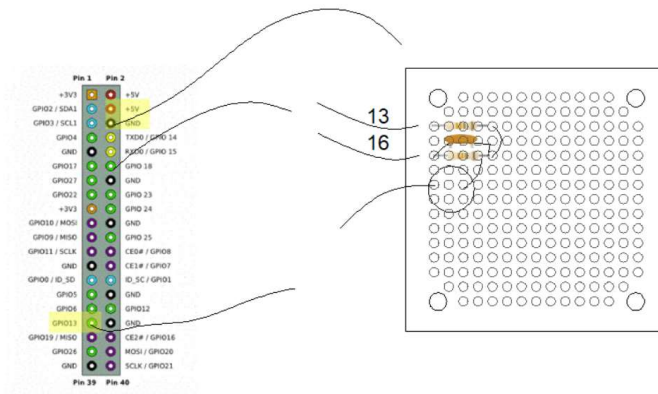 Pin 1 Pin 2
+3V3 +5V
GPIO2 / SDA1 +5V
GPIO3 / SCL1 GND
GPIO4 TXD0 / GPIO 14
GND RXD0 / GPIO 15
GPIO17 GPIO 18
GPIO27 GND
GPIO22 GPIO 23
+3V3 GPIO 24
GPIO10 / MOSI GND
GPIO9 / MISO GPIO 25
GPIO11 / SCLK CE0# / GPIO8
GND CE1# / GPIO7
GPIO0 / ID_SD ID_SC / GPIO1
GPIO5 GND
GPIO6 GPIO12
GPIO13 GND
GPIO19 / MISO CE2# / GPIO16
GPIO26 MOSI / GPIO20
GND SCLK / GPIO21
Pin 39 Pin 40
13
16